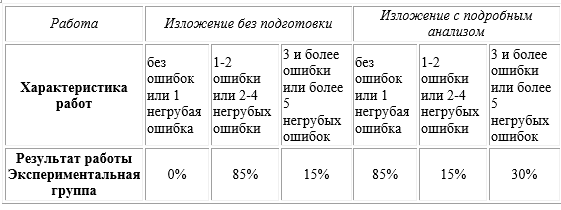 Работа
Изложение без подготовки
Изложение с подробным
анализом
Характеристика
работ
без
ошибок
или 1
негрубая
ошибка
1-2
ошибки
или 2-4
негрубых
ошибки
3 и более
ошибки
или более
5
негрубых
ошибок
без
ошибок
или 1
негрубая
ошибка
1-2
ошибки
или 2-4
негрубых
ошибки
3 и более
ошибки
или более
5
негрубых
ошибок
Результат работы
Экспериментальная
группа
0%
85%
15%
85%
15%
30%